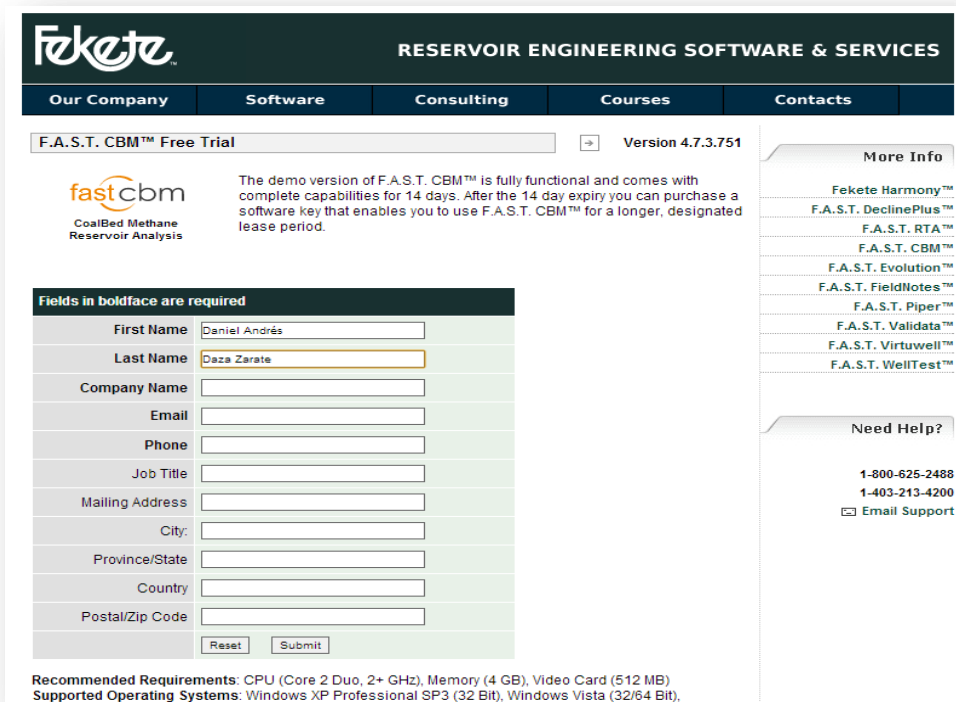 Fekete™
RESERVOIR ENGINEERING SOFTWARE & SERVICES
Our Company Software Consulting Courses Contacts
F.A.S.T. CBM™ Free Trial
Version 4.7.3.751
fastcbm
CoalBed Methane
Reservoir Analysis
The demo version of F.A.S.T. CBM™ is fully functional and comes with
complete capabilities for 14 days. After the 14 day expiry you can purchase a
software key that enables you to use F.A.S.T. CBM™ for a longer, designated
lease period.
Fields in boldface are required
First Name Daniel Andrés
Last Name Daza Zarate
Company Name
Email
Phone
Job Title
Mailing Address
City:
Province/State
Country
Postal/Zip Code
Reset Submit
Recommended Requirements: CPU (Core 2 Duo, 2+ GHz), Memory (4 GB), Video Card (512 MB)
Supported Operating Systems: Windows XP Professional SP3 (32 Bit), Windows Vista (32/64 Bit),
More Info
Fekete Harmony™
F.A.S.T. DeclinePlus™
F.A.S.T. RTA™
F.A.S.T. CBM™
F.A.S.T. Evolution™
F.A.S.T. FieldNotes™
F.A.S.T. Piper™
F.A.S.T. Validata™
F.A.S.T. Virtuwell™
F.A.S.T. WellTest™
Need Help?
1-800-625-2488
1-403-213-4200
Email Support